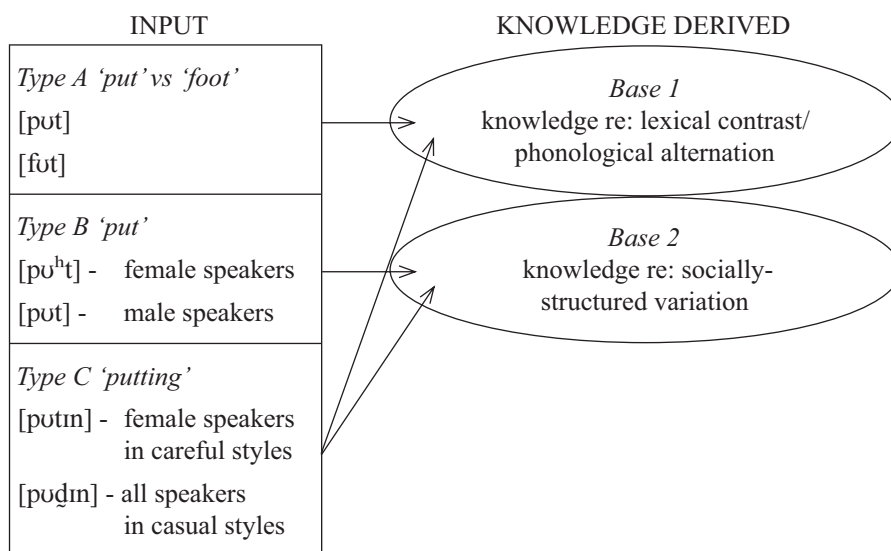 INPUT
KNOWLEDGE DERIVED
Type A ‘put’ vs ‘foot’
[pʊt]
[fʊt]
Type B ‘put’
[pʊʰt] - female speakers
[pʊt] - male speakers
Type C ‘putting’
[pʊtɪn] - female speakers
in careful styles
[pʊd̰ɪn] - all speakers
in casual styles
Base 1
knowledge re: lexical contrast/
phonological alternation
Base 2
knowledge re: socially-
structured variation